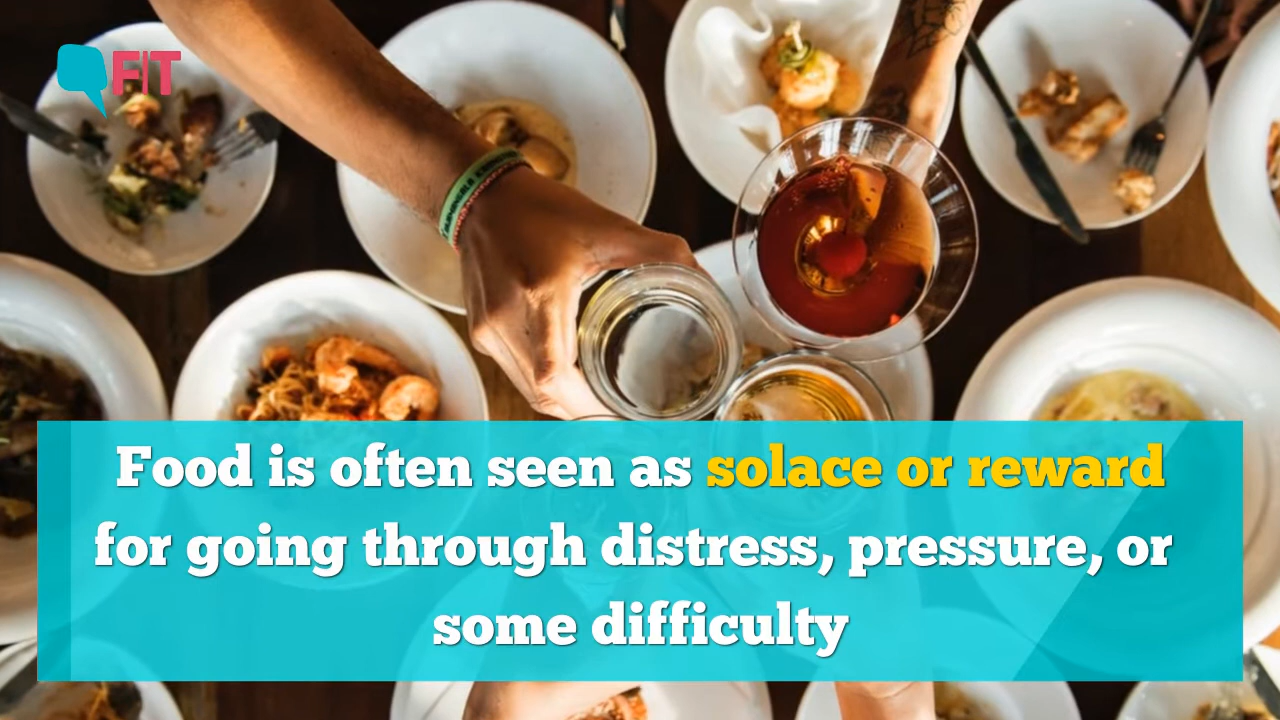 FIT
Food is often seen as solace or reward
for going through distress, pressure, or
some difficulty